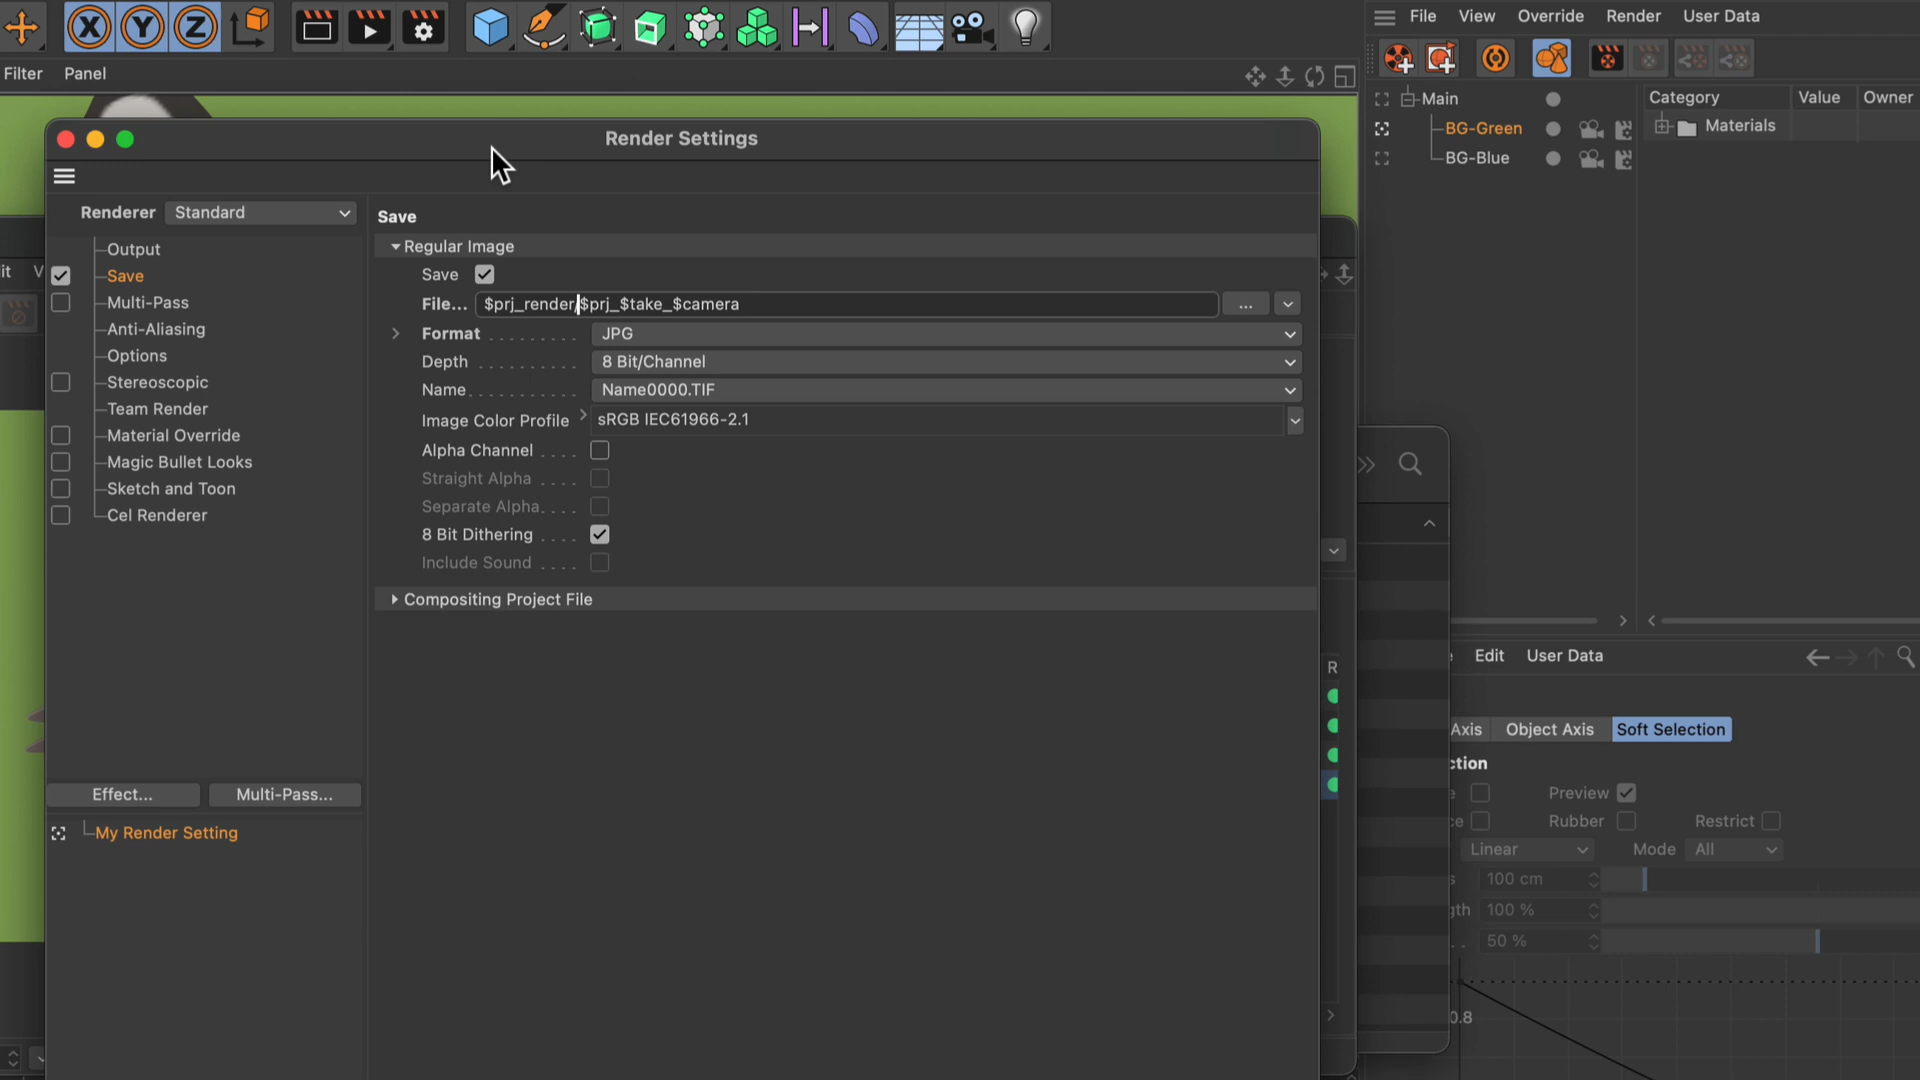 File View Override Render User Data
Filter Panel
Main
BG-Green
BG-Blue
Category Value Owner
Materials
Render Settings
Renderer Standard
Output
Save
Multi-Pass
Anti-Aliasing
Options
Stereoscopic
Team Render
Material Override
Magic Bullet Looks
Sketch and Toon
Cel Renderer
Effect... Multi-Pass...
My Render Setting
Save
Regular Image
Save
File... $prj_render/$prj_$take_$camera ...
Format JPG
Depth 8 Bit/Channel
Name Name0000.TIF
Image Color Profile sRGB IEC61966-2.1
Alpha Channel
Straight Alpha
Separate Alpha
8 Bit Dithering
Include Sound
Compositing Project File
it V
R
Edit User Data
Axis Object Axis Soft Selection
ction
Preview
Rubber Restrict
Linear Mode All
100 cm
gth 100 %
50 %
0.8
X Y Z